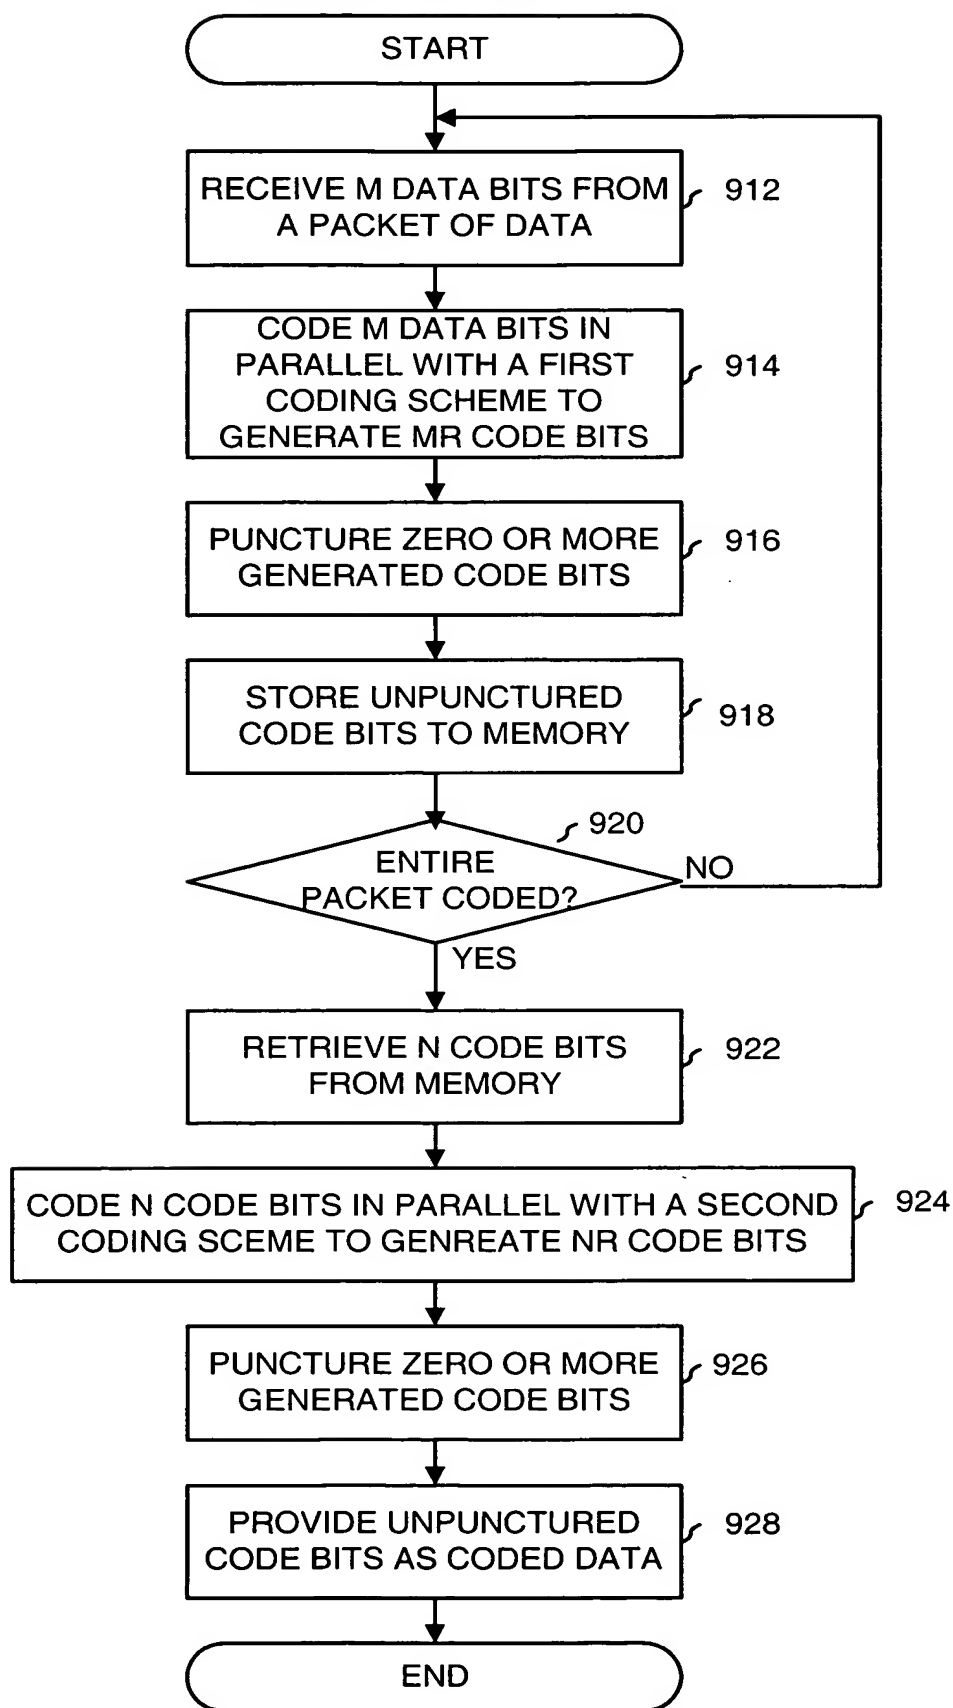 START
RECEIVE M DATA BITS FROM
A PACKET OF DATA
912
CODE M DATA BITS IN
PARALLEL WITH A FIRST
CODING SCHEME TO
GENERATE MR CODE BITS
914
PUNCTURE ZERO OR MORE
GENERATED CODE BITS
916
STORE UNPUNCTURED
CODE BITS TO MEMORY
918
920
ENTIRE
PACKET CODED?
NO
YES
RETRIEVE N CODE BITS
FROM MEMORY
922
CODE N CODE BITS IN PARALLEL WITH A SECOND
CODING SCEME TO GENREATE NR CODE BITS
924
PUNCTURE ZERO OR MORE
GENERATED CODE BITS
926
PROVIDE UNPUNCTURED
CODE BITS AS CODED DATA
928
END